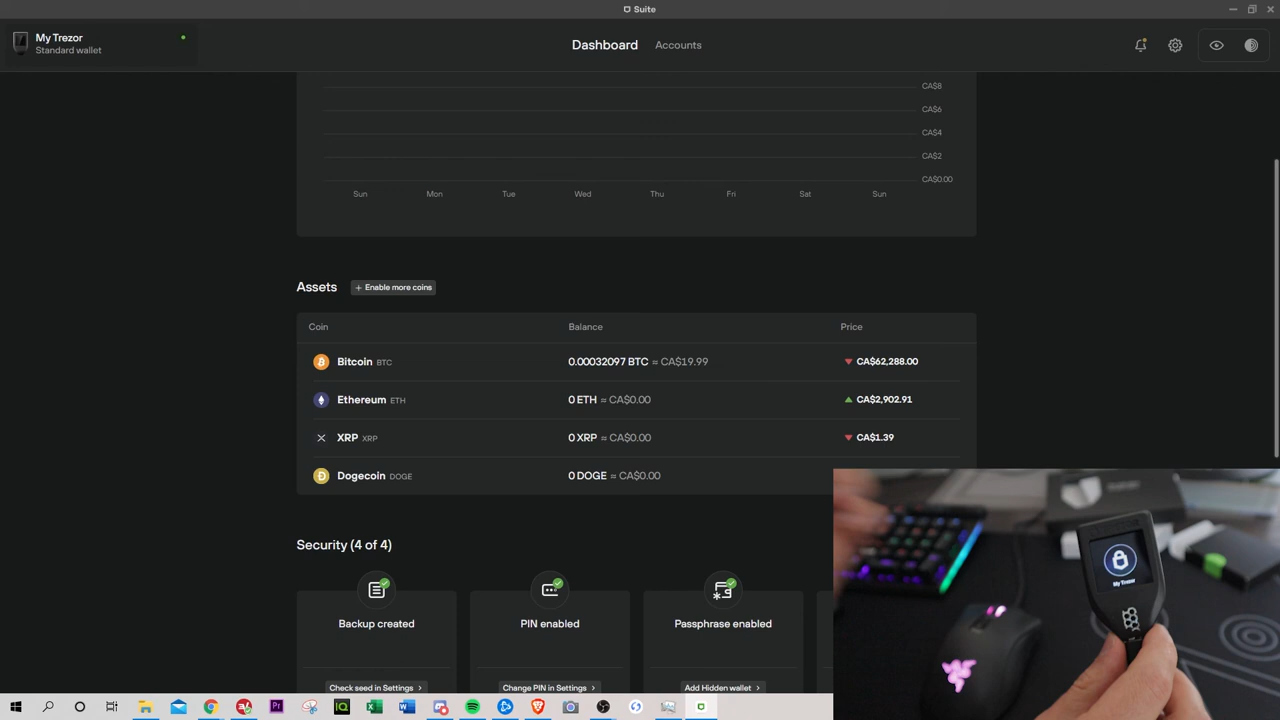 Suite
My Trezor
Standard wallet
Dashboard
Accounts
CA$8
CA$6
CA$4
CA$2
CA$0.00
Sun Mon Tue Wed Thu Fri Sat Sun
Assets
+ Enable more coins
Coin Balance Price
Bitcoin BTC 0.00032097 BTC ≈ CA$19.99 CA$62,288.00
Ethereum ETH 0 ETH ≈ CA$0.00 CA$2,902.91
XRP XRP 0 XRP ≈ CA$0.00 CA$1.39
Dogecoin DOGE 0 DOGE ≈ CA$0.00
Security (4 of 4)
Backup created
PIN enabled
Passphrase enabled
Check seed in Settings >
Change PIN in Settings >
Add Hidden wallet >
My Trezor